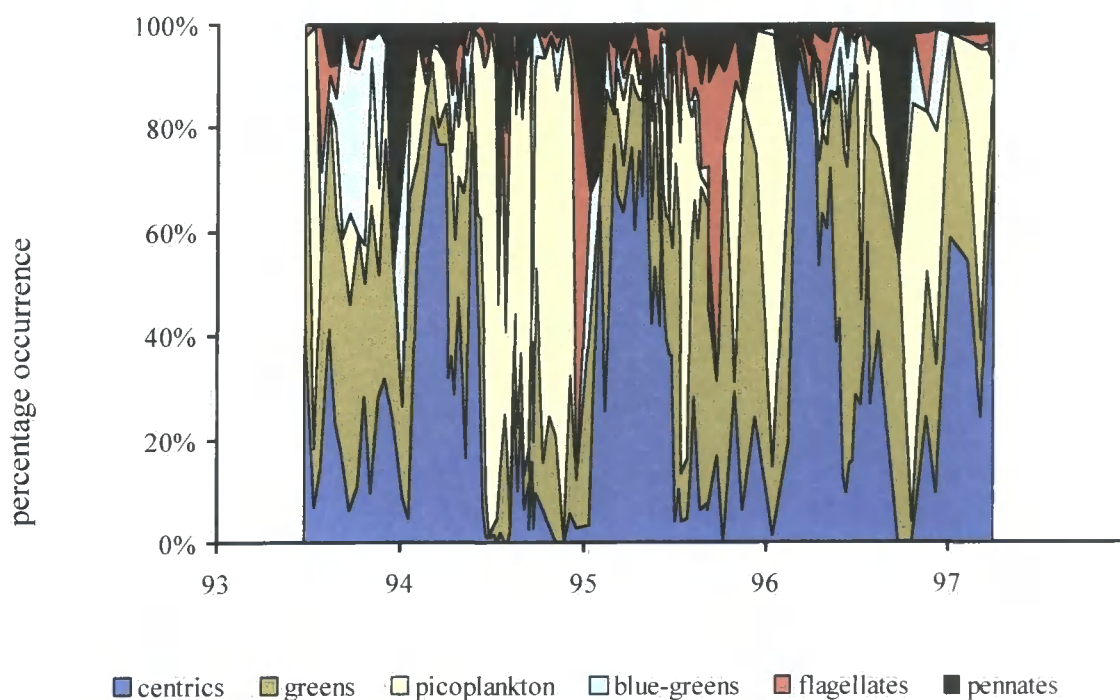 100%
80%
60%
40%
20%
0%
percentage occurrence
93 94 95 96 97
centrics greens picoplankton blue-greens flagellates pennates